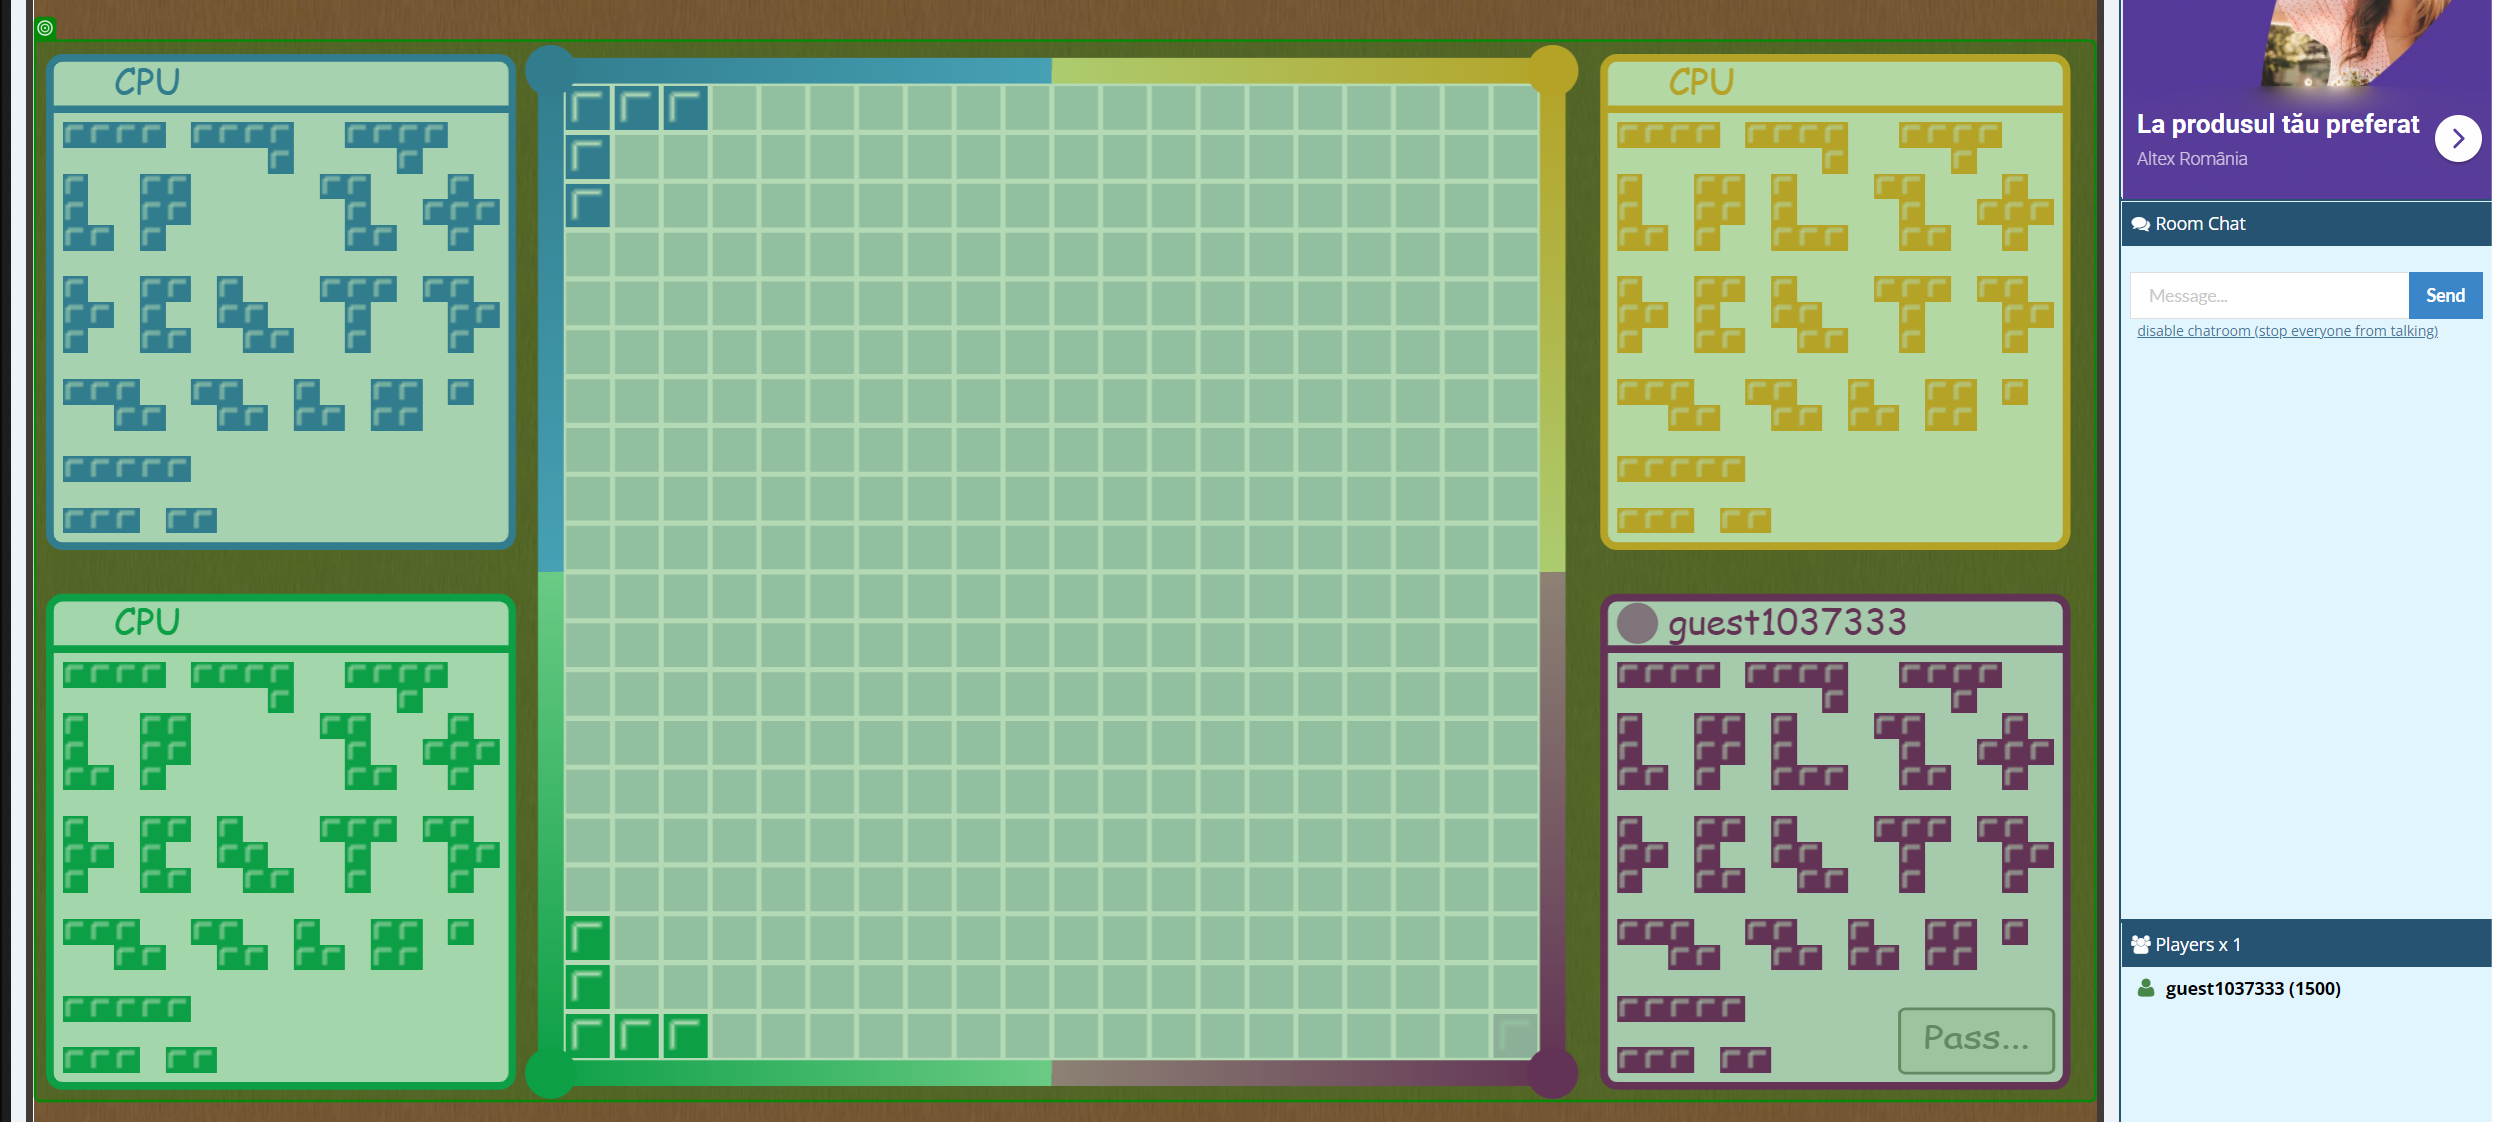 CPU
CPU
CPU
guest1037333
Pass...
La produsul tău preferat
Altex România
Room Chat
Message...
Send
disable chatroom (stop everyone from talking)
Players x 1
guest1037333 (1500)